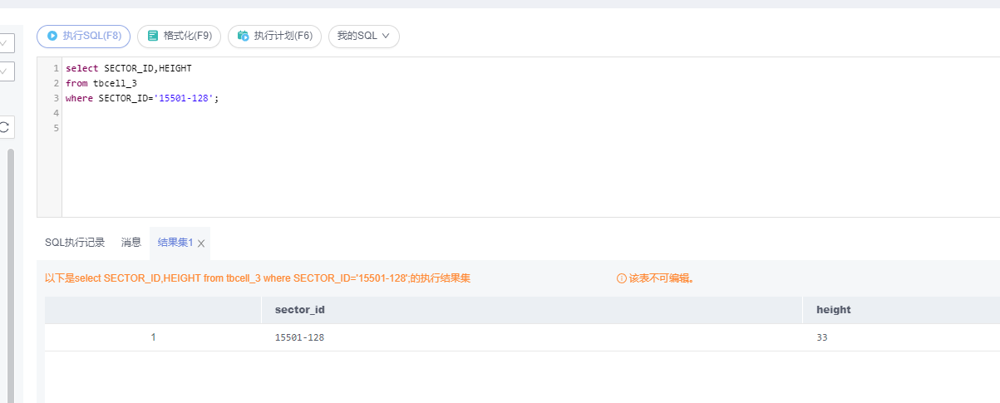 执行SQL(F8) 格式化(F9) 执行计划(F6) 我的SQL
1 select SECTOR_ID,HEIGHT
2 from tbcell_3
3 where SECTOR_ID='15501-128';
4
5
SQL执行记录 消息 结果集1
以下是select SECTOR_ID,HEIGHT from tbcell_3 where SECTOR_ID='15501-128';的执行结果集 该表不可编辑。
sector_id height
1 15501-128 33